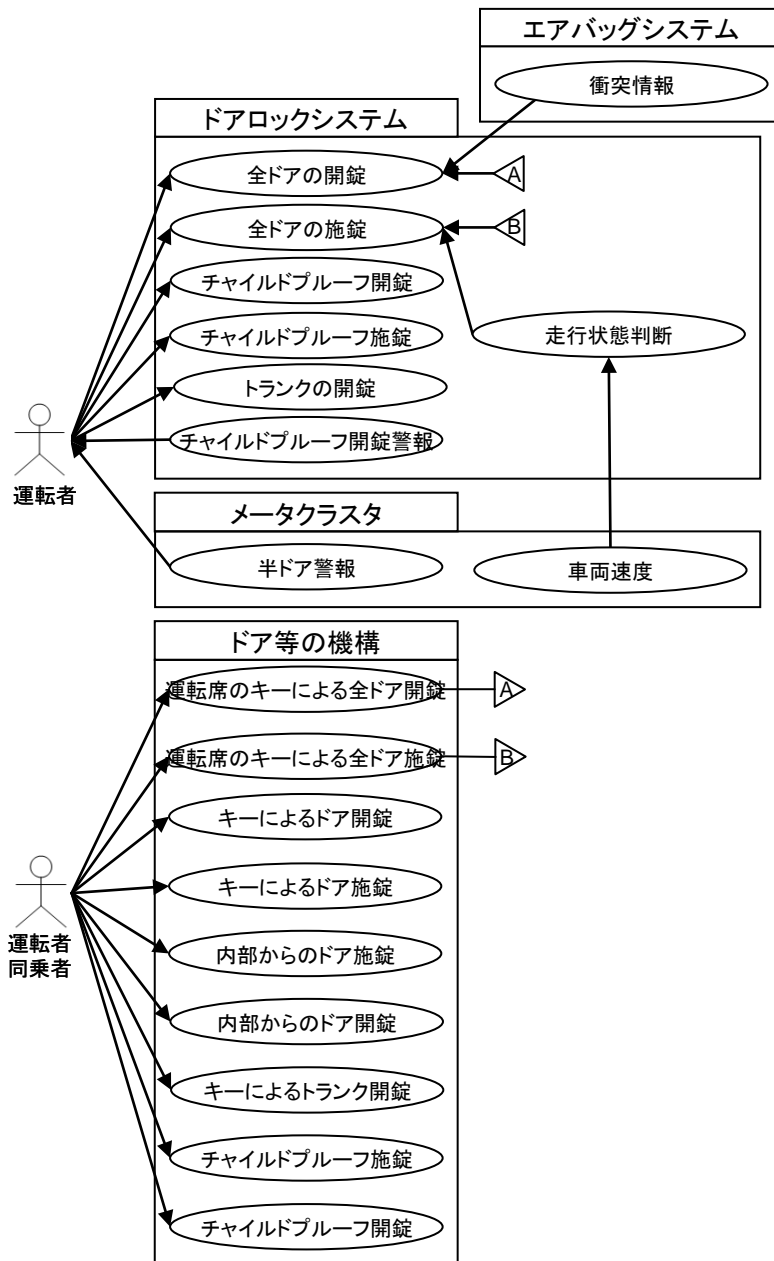 エアバッグシステム
衝突情報
ドアロックシステム
全ドアの開錠
A
全ドアの施錠
B
チャイルドプルーフ開錠
チャイルドプルーフ施錠
走行状態判断
トランクの開錠
チャイルドプルーフ開錠警報
運転者
メータクラスタ
半ドア警報
車両速度
ドア等の機構
運転席のキーによる全ドア開錠
A
運転席のキーによる全ドア施錠
B
キーによるドア開錠
キーによるドア施錠
運転者
同乗者
内部からのドア施錠
内部からのドア開錠
キーによるトランク開錠
チャイルドプルーフ施錠
チャイルドプルーフ開錠